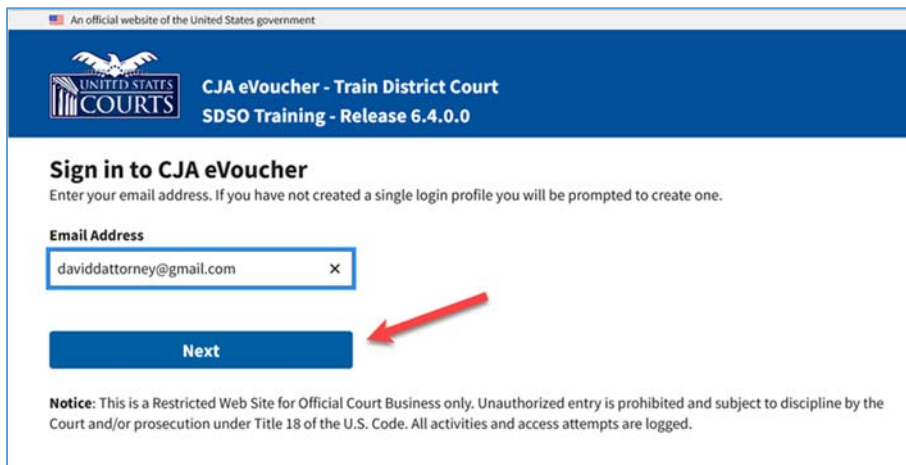 An official website of the United States government
UNITED STATES
COURTS
CJA eVoucher - Train District Court
SDSO Training - Release 6.4.0.0
Sign in to CJA eVoucher
Enter your email address. If you have not created a single login profile you will be prompted to create one.
Email Address
daviddattorney@gmail.com
Next
Notice: This is a Restricted Web Site for Official Court Business only. Unauthorized entry is prohibited and subject to discipline by the
Court and/or prosecution under Title 18 of the U.S. Code. All activities and access attempts are logged.